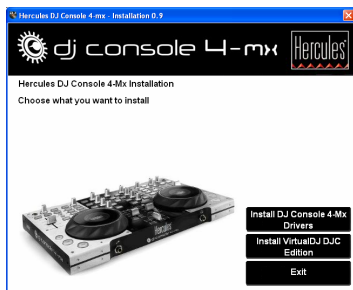 Hercules DJ Console 4-mx - Installation 0.9
dj console 4-mx
Hercules
Hercules DJ Console 4-Mx Installation
Choose what you want to install
Hercules
Install DJ Console 4-Mx
Drivers
Install VirtualDJ DJC
Edition
Exit